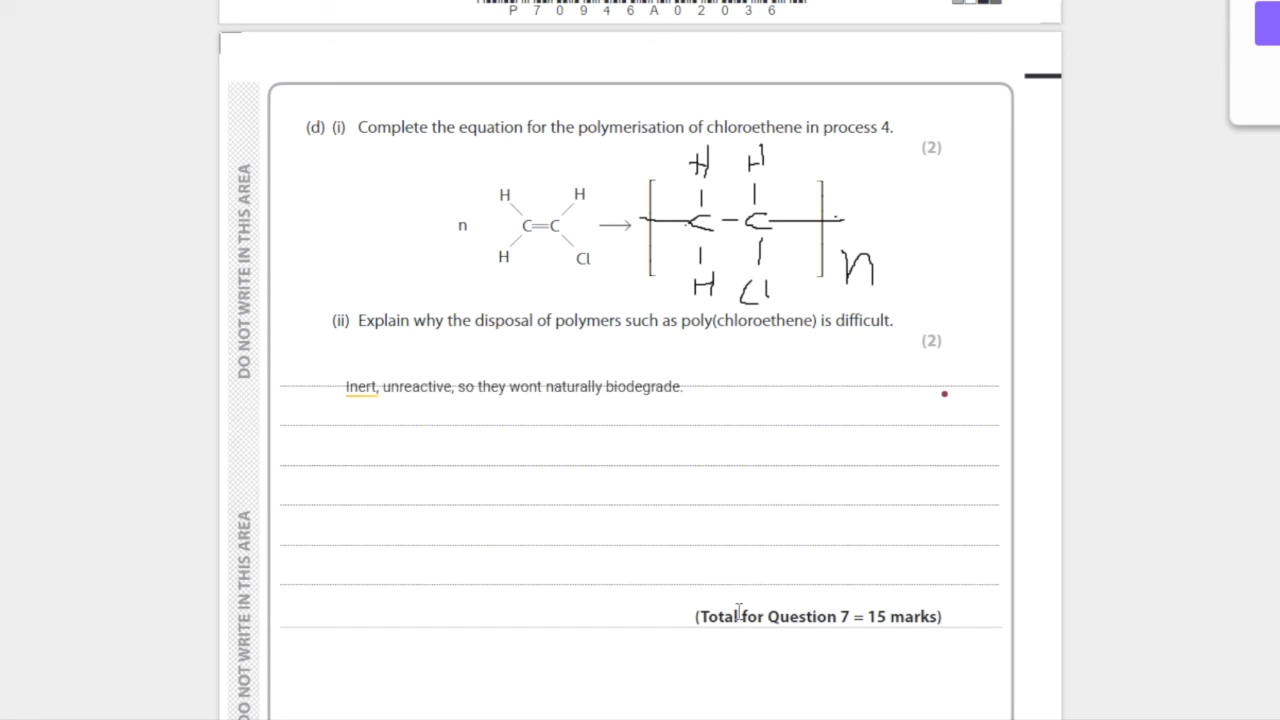 P 7 0 9 4 6 A 0 2 0 3 6
DO NOT WRITE IN THIS AREA
(d) (i) Complete the equation for the polymerisation of chloroethene in process 4.
(2)
H H
H H
n C=C → C – C
H Cl
H Cl n
(ii) Explain why the disposal of polymers such as poly(chloroethene) is difficult.
(2)
Inert, unreactive, so they wont naturally biodegrade.
DO NOT WRITE IN THIS AREA
(Total for Question 7 = 15 marks)